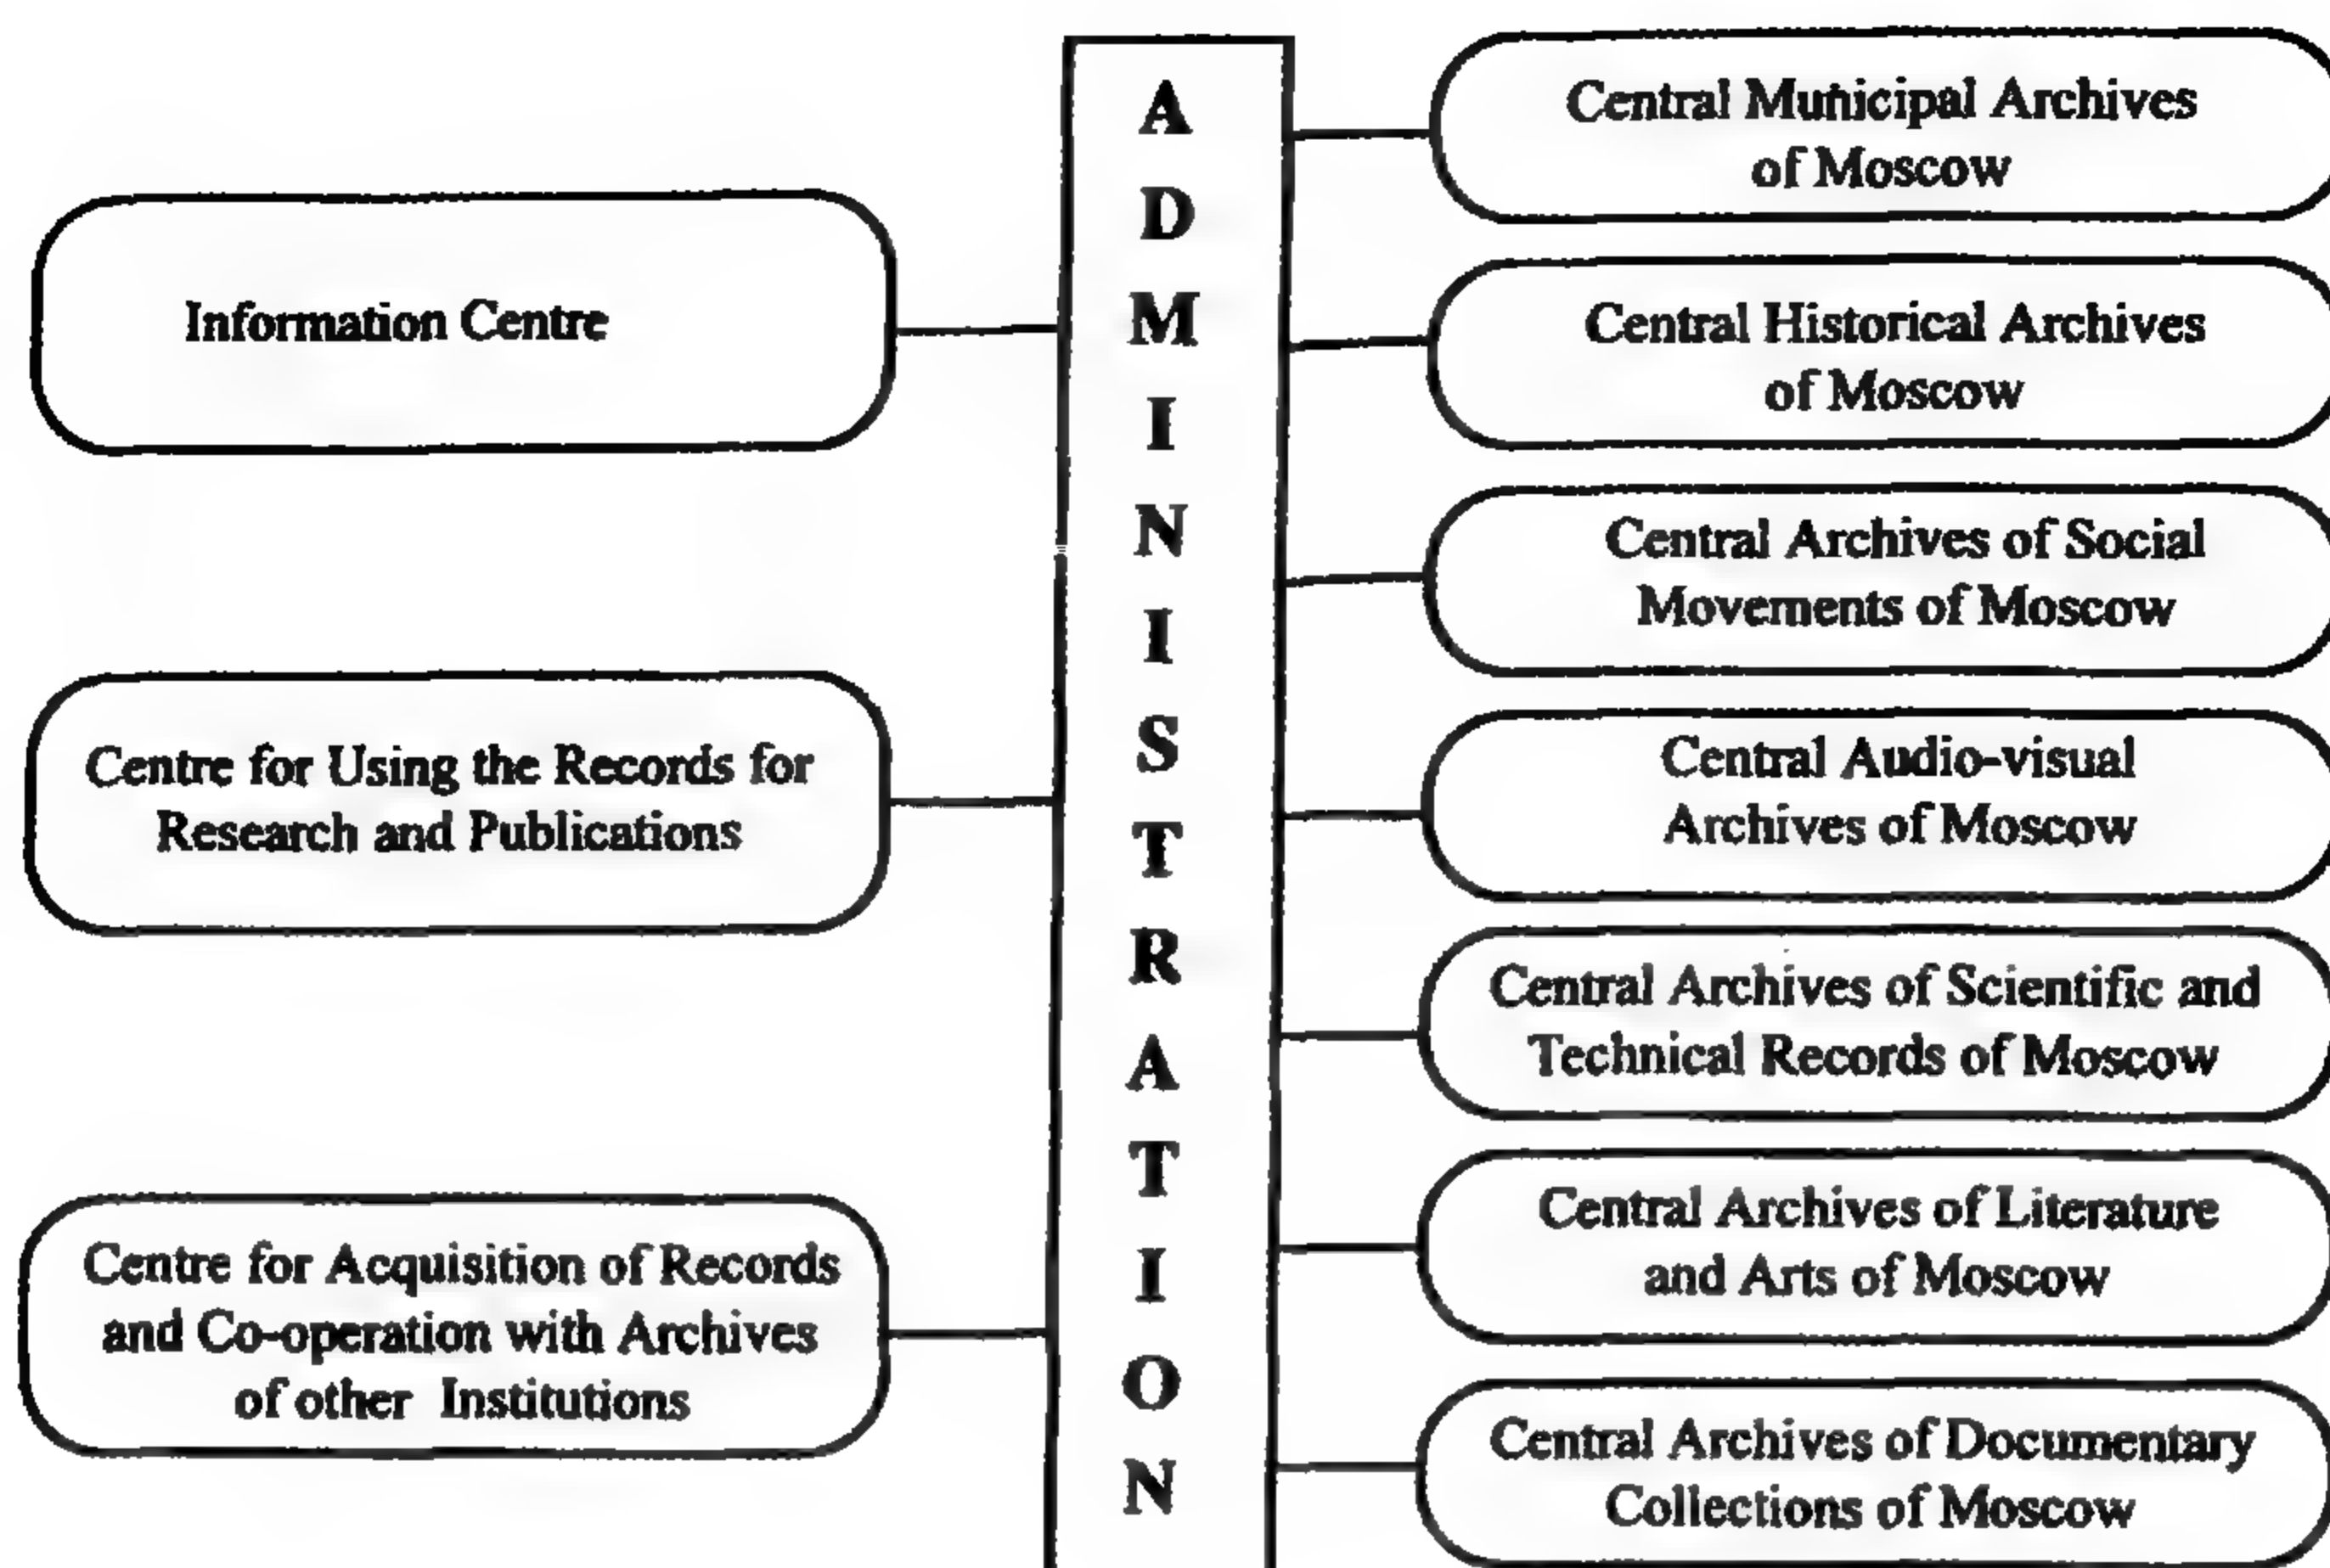 Information Centre
Centre for Using the Records for
Research and Publications
Centre for Acquisition of Records
and Co-operation with Archives
of other Institutions
A
D
M
I
N
I
S
T
R
A
T
I
O
N
Central Municipal Archives
of Moscow
Central Historical Archives
of Moscow
Central Archives of Social
Movements of Moscow
Central Audio-visual
Archives of Moscow
Central Archives of Scientific and
Technical Records of Moscow
Central Archives of Literature
and Arts of Moscow
Central Archives of Documentary
Collections of Moscow